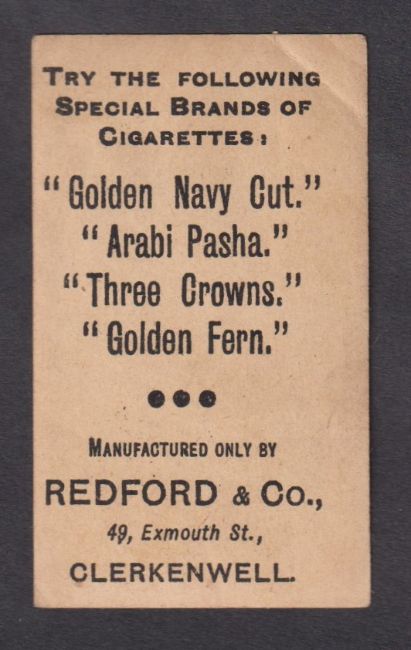 TRY THE FOLLOWING
SPECIAL BRANDS OF
CIGARETTES:
"Golden Navy Cut."
"Arabi Pasha."
"Three Crowns."
"Golden Fern."
●●●
MANUFACTURED ONLY BY
REDFORD & Co.,
49, Exmouth St.,
CLERKENWELL.